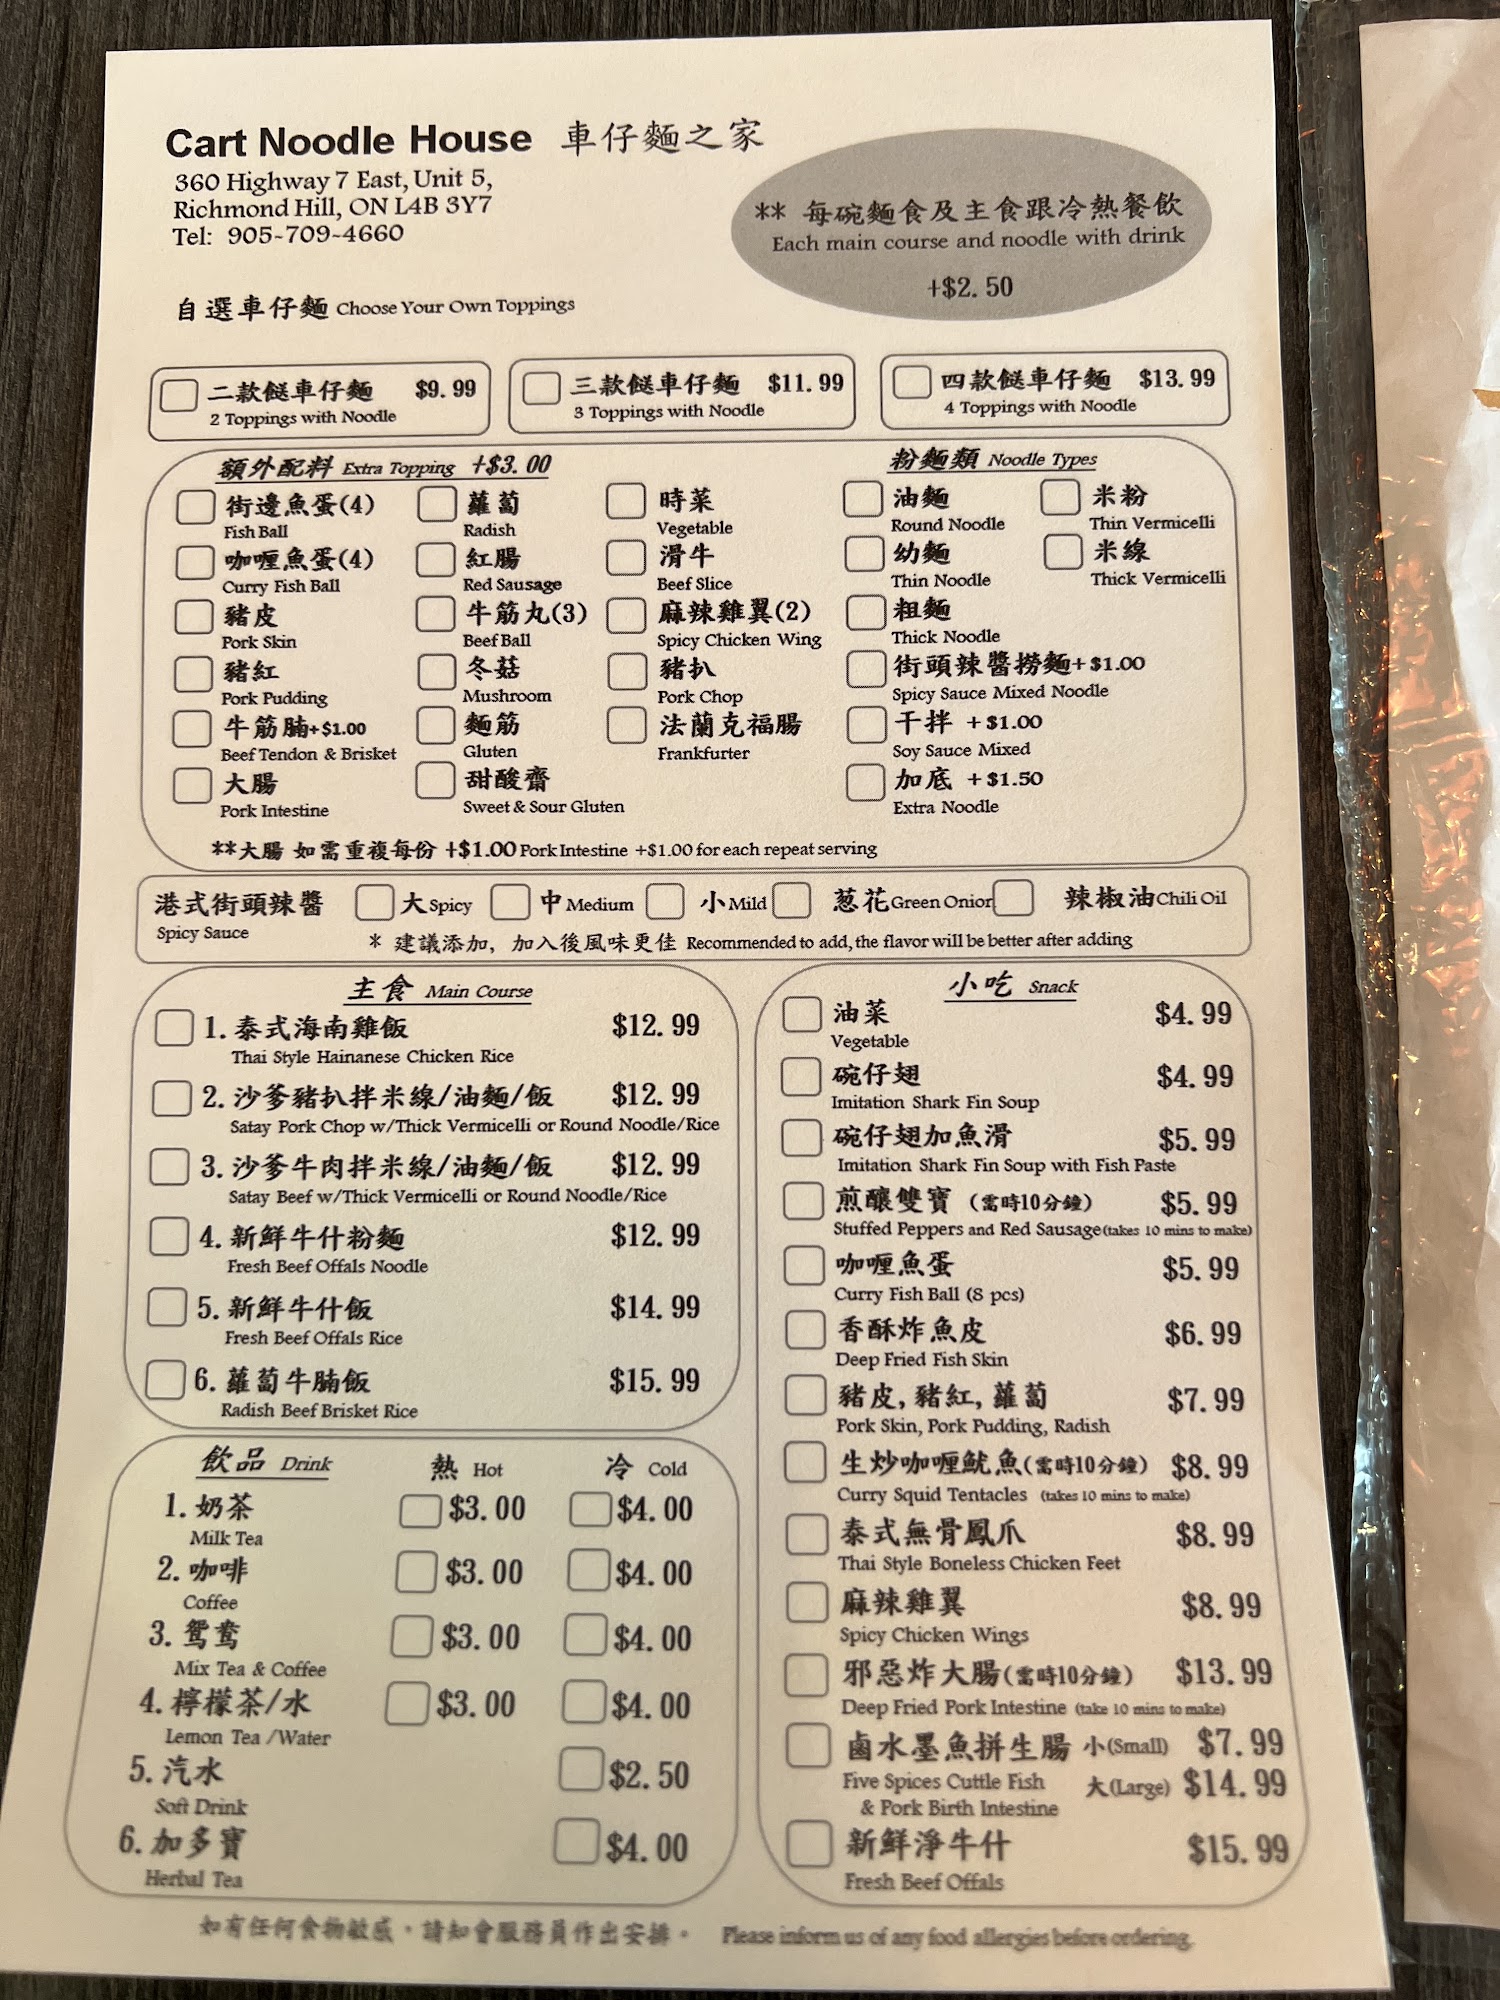 Cart Noodle House 車仔麵之家
360 Highway 7 East, Unit 5,
Richmond Hill, ON L4B 3Y7
Tel: 905-709-4660
** 每碗麵食及主食跟冷熱餐飲
Each main course and noodle with drink
+$2.50
自選車仔麵 Choose Your Own Toppings
二款餸車仔麵 $9.99
2 Toppings with Noodle
三款餸車仔麵 $11.99
3 Toppings with Noodle
四款餸車仔麵 $13.99
4 Toppings with Noodle
額外配料 Extra Topping +$3.00
街邊魚蛋(4)
Fish Ball
咖喱魚蛋(4)
Curry Fish Ball
豬皮
Pork Skin
豬紅
Pork Pudding
牛筋腩+$1.00
Beef Tendon & Brisket
大腸
Pork Intestine
蘿蔔
Radish
紅腸
Red Sausage
牛筋丸(3)
Beef Ball
冬菇
Mushroom
麵筋
Gluten
甜酸齋
Sweet & Sour Gluten
時菜
Vegetable
滑牛
Beef Slice
麻辣雞翼(2)
Spicy Chicken Wing
豬扒
Pork Chop
法蘭克福腸
Frankfurter
粉麵類 Noodle Types
油麵
Round Noodle
幼麵
Thin Noodle
粗麵
Thick Noodle
街頭辣醬撈麵+$1.00
Spicy Sauce Mixed Noodle
干拌 +$1.00
Soy Sauce Mixed
加底 +$1.50
Extra Noodle
米粉
Thin Vermicelli
米線
Thick Vermicelli
**大腸 如需重複每份 +$1.00 Pork Intestine +$1.00 for each repeat serving
港式街頭辣醬
Spicy Sauce
大 Spicy 中 Medium 小 Mild 葱花 Green Onion 辣椒油 Chili Oil
* 建議添加, 加入後風味更佳 Recommended to add, the flavor will be better after adding
主食 Main Course
1. 泰式海南雞飯 $12.99
Thai Style Hainanese Chicken Rice
2. 沙爹豬扒拌米線/油麵/飯 $12.99
Satay Pork Chop w/Thick Vermicelli or Round Noodle/Rice
3. 沙爹牛肉拌米線/油麵/飯 $12.99
Satay Beef w/Thick Vermicelli or Round Noodle/Rice
4. 新鮮牛什粉麵 $12.99
Fresh Beef Offals Noodle
5. 新鮮牛什飯 $14.99
Fresh Beef Offals Rice
6. 蘿蔔牛腩飯 $15.99
Radish Beef Brisket Rice
飲品 Drink 熱 Hot 冷 Cold
1. 奶茶 $3.00 $4.00
Milk Tea
2. 咖啡 $3.00 $4.00
Coffee
3. 鴛鴦 $3.00 $4.00
Mix Tea & Coffee
4. 檸檬茶/水 $3.00 $4.00
Lemon Tea /Water
5. 汽水 $2.50
Soft Drink
6. 加多寶 $4.00
Herbal Tea
小吃 Snack
油菜 $4.99
Vegetable
碗仔翅 $4.99
Imitation Shark Fin Soup
碗仔翅加魚滑 $5.99
Imitation Shark Fin Soup with Fish Paste
煎釀雙寶 (需時10分鐘) $5.99
Stuffed Peppers and Red Sausage (takes 10 mins to make)
咖喱魚蛋 $5.99
Curry Fish Ball (8 pcs)
香酥炸魚皮 $6.99
Deep Fried Fish Skin
豬皮, 豬紅, 蘿蔔 $7.99
Pork Skin, Pork Pudding, Radish
生炒咖喱魷魚(需時10分鐘) $8.99
Curry Squid Tentacles (takes 10 mins to make)
泰式無骨鳳爪 $8.99
Thai Style Boneless Chicken Feet
麻辣雞翼 $8.99
Spicy Chicken Wings
邪惡炸大腸(需時10分鐘) $13.99
Deep Fried Pork Intestine (take 10 mins to make)
鹵水墨魚拼生腸 小(Small) $7.99
Five Spices Cuttle Fish 大(Large) $14.99
& Pork Birth Intestine
新鮮淨牛什 $15.99
Fresh Beef Offals
如有任何食物敏感，請知會服務員作出安排。 Please inform us of any food allergies before ordering.